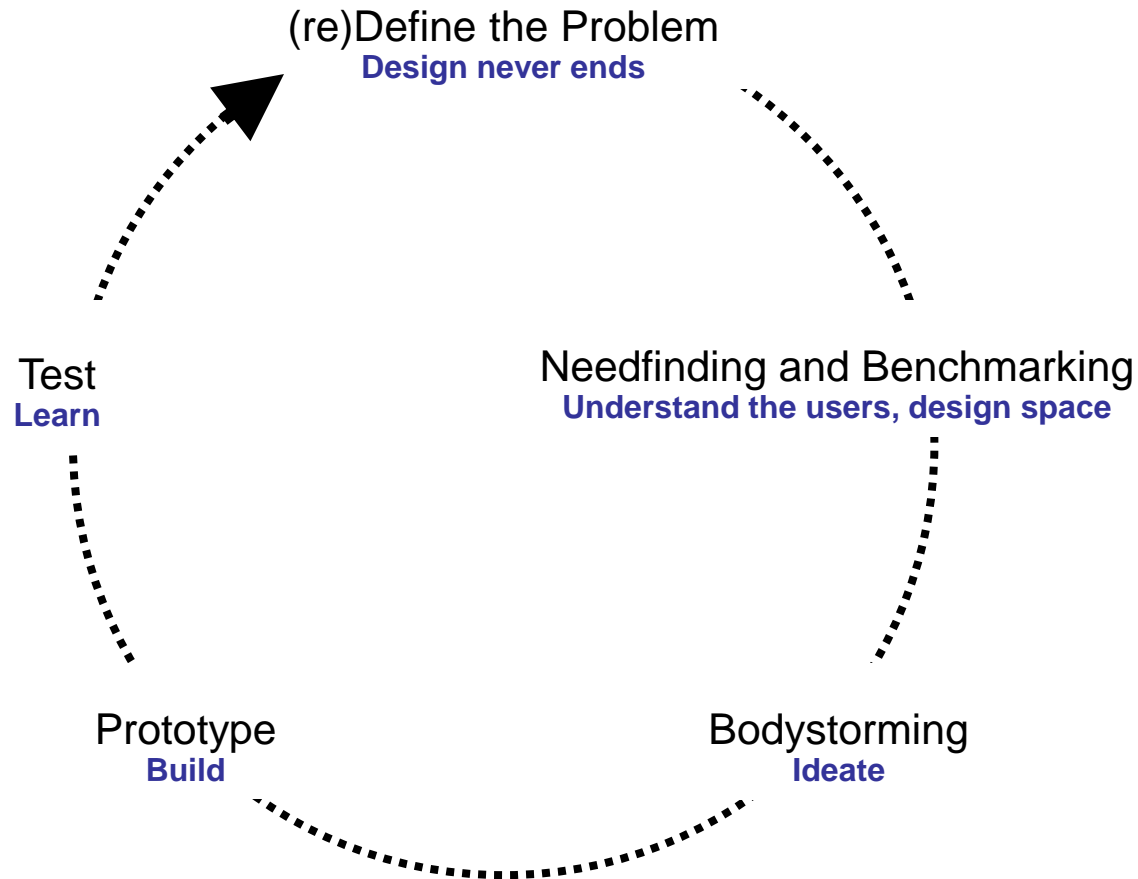 (re)Define the Problem
Design never ends
Needfinding and Benchmarking
Understand the users, design space
Bodystorming
Ideate
Prototype
Build
Test
Learn